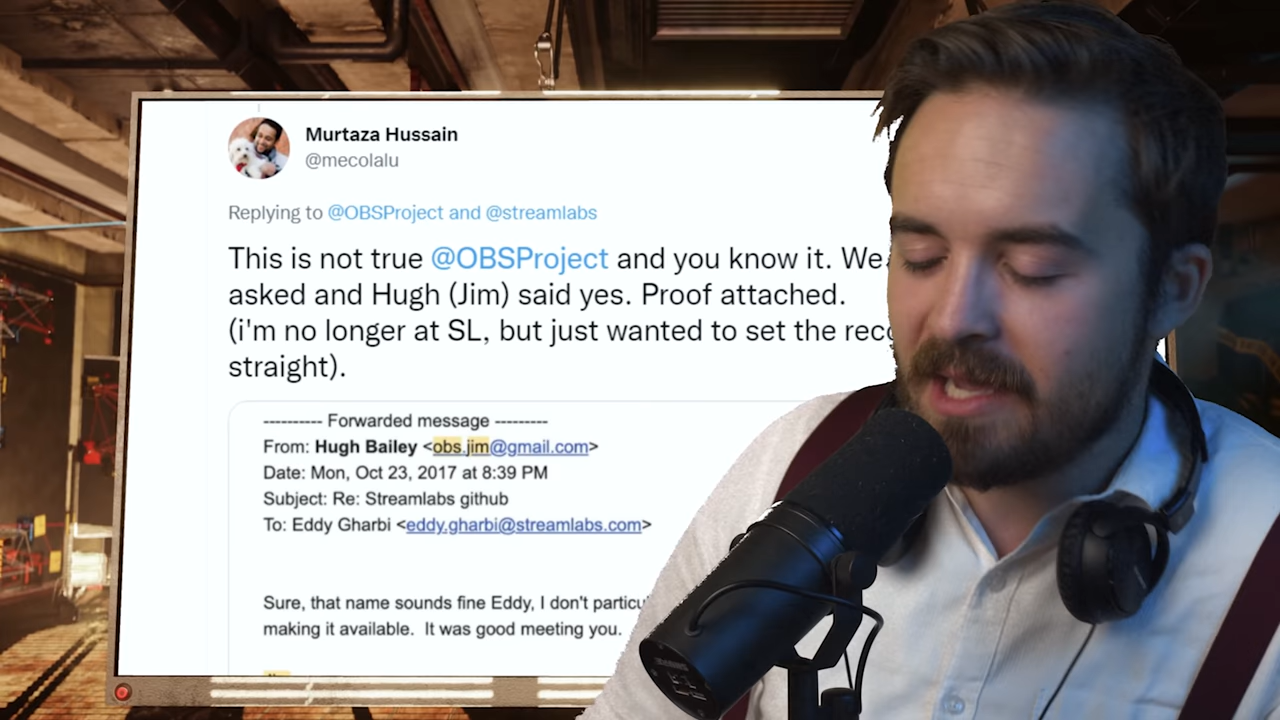 Murtaza Hussain
@mecolalu
Replying to @OBSProject and @streamlabs
This is not true @OBSProject and you know it. We
asked and Hugh (Jim) said yes. Proof attached.
(i'm no longer at SL, but just wanted to set the
straight).
---------- Forwarded message ---------
From: Hugh Bailey <obs.jim@gmail.com>
Date: Mon, Oct 23, 2017 at 8:39 PM
Subject: Re: Streamlabs github
To: Eddy Gharbi <eddy.gharbi@streamlabs.com>
Sure, that name sounds fine Eddy, I don't
making it available. It was good meeting you.